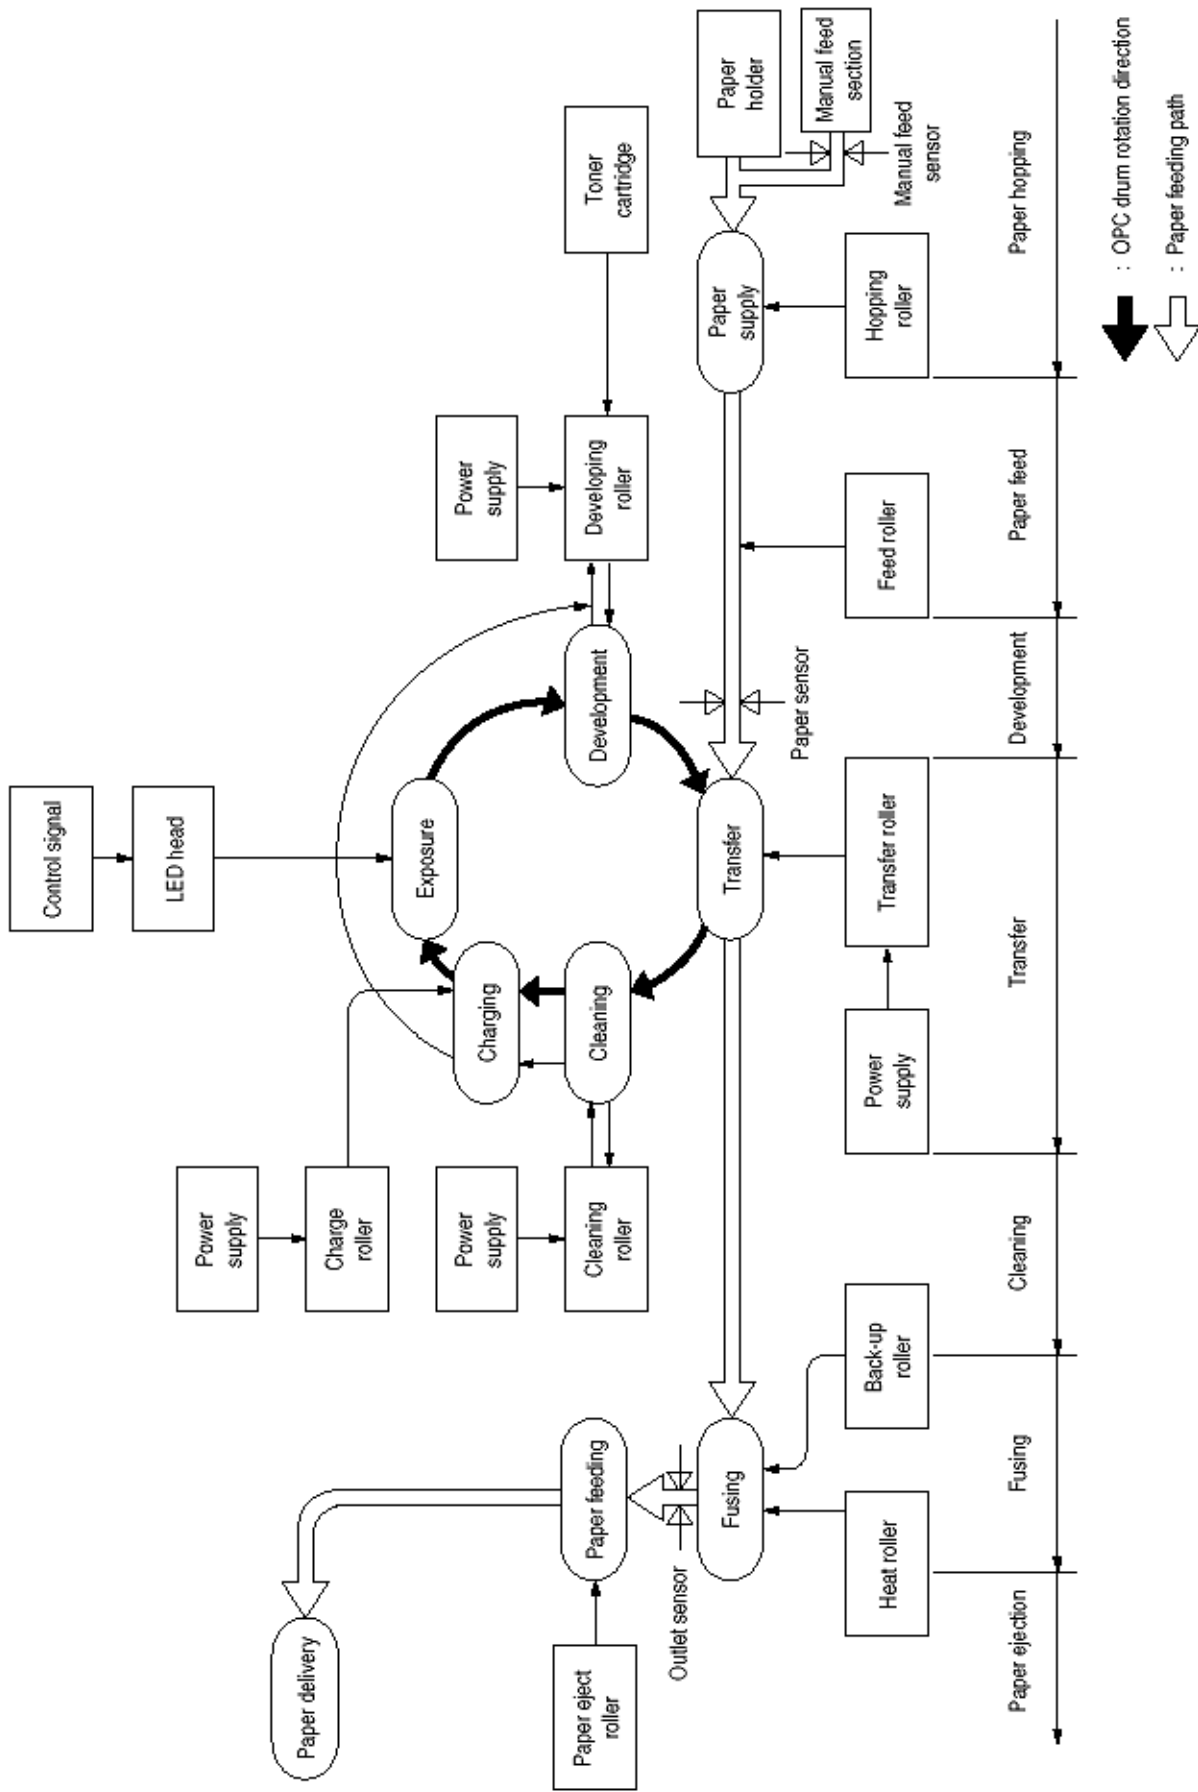 Control signal
LED head
Power
supply
Charge
roller
Exposure
Power
supply
Cleaning
roller
Charging
Cleaning
Development
Power
supply
Developing
roller
Toner
cartridge
Paper delivery
Paper feeding
Paper eject
roller
Outlet sensor
Fusing
Transfer
Paper sensor
Paper
supply
Paper
holder
Manual feed
section
Manual feed
sensor
Heat roller
Back-up
roller
Power
supply
Transfer roller
Feed roller
Hopping
roller
Paper ejection
Fusing
Cleaning
Transfer
Development
Paper feed
Paper hopping
: OPC drum rotation direction
: Paper feeding path